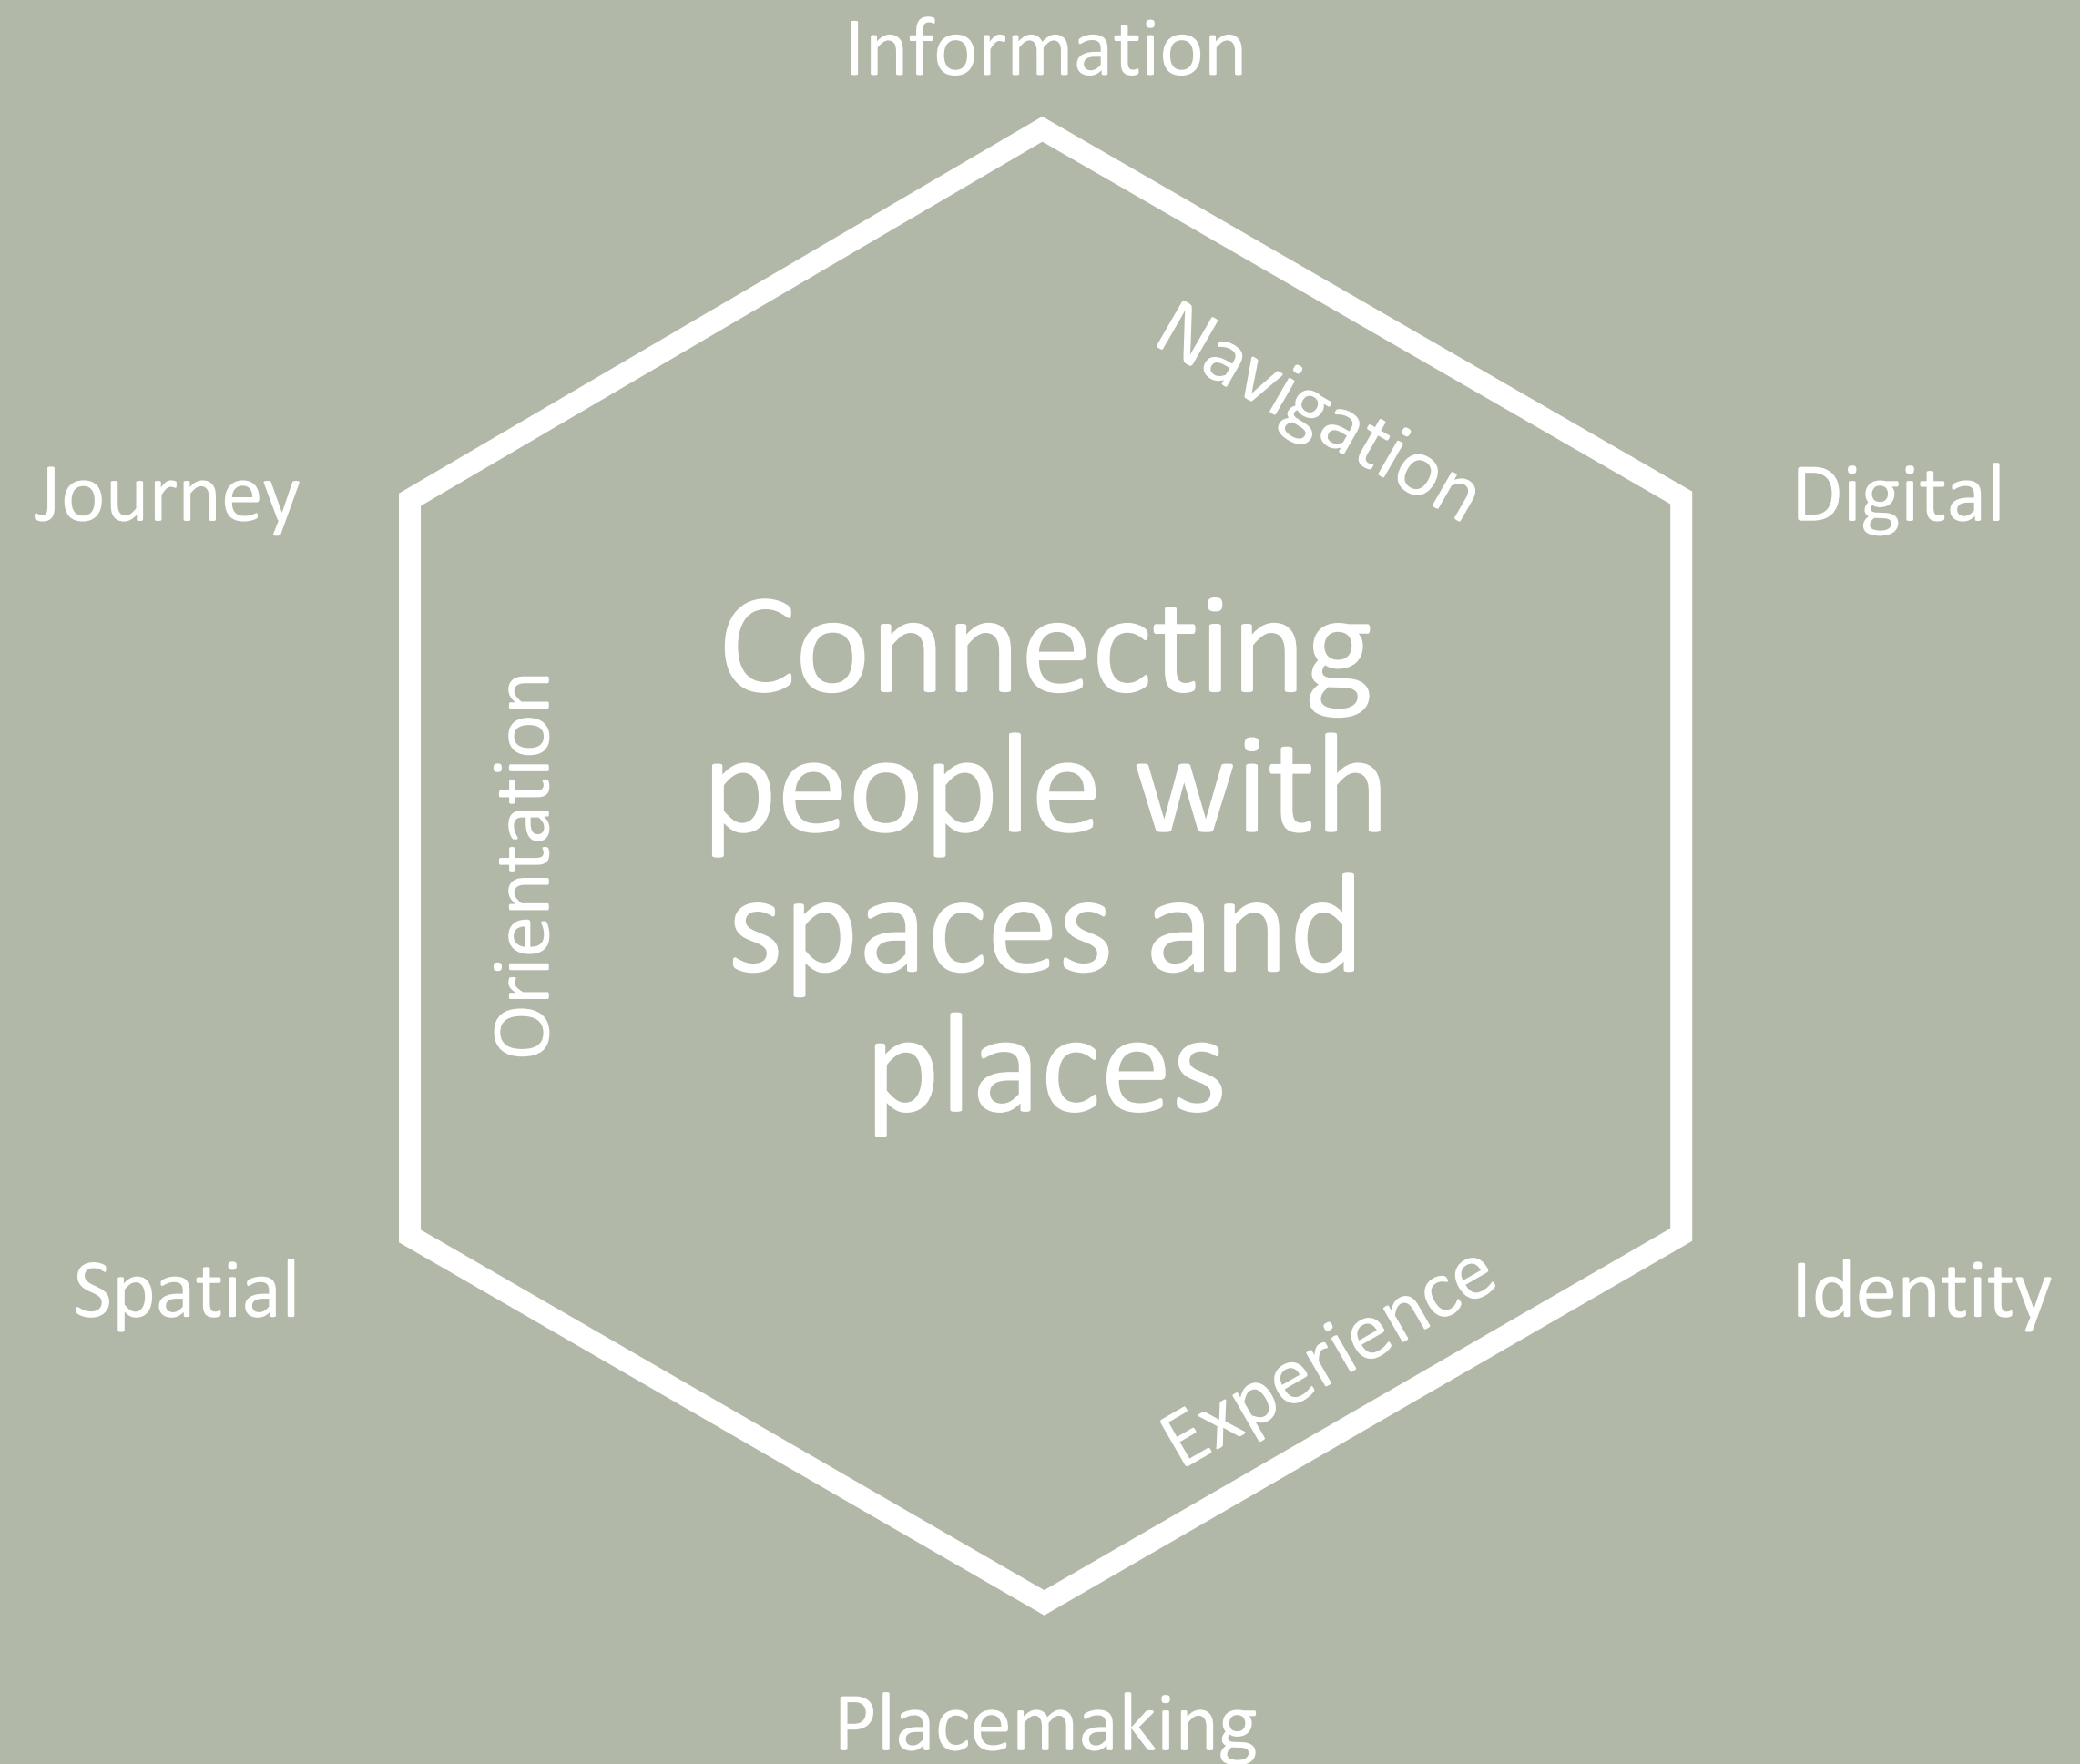 Information
Navigation
Journey
Digital
Connecting
people with
spaces and
places
Orientation
Spatial
Identity
Experience
Placemaking